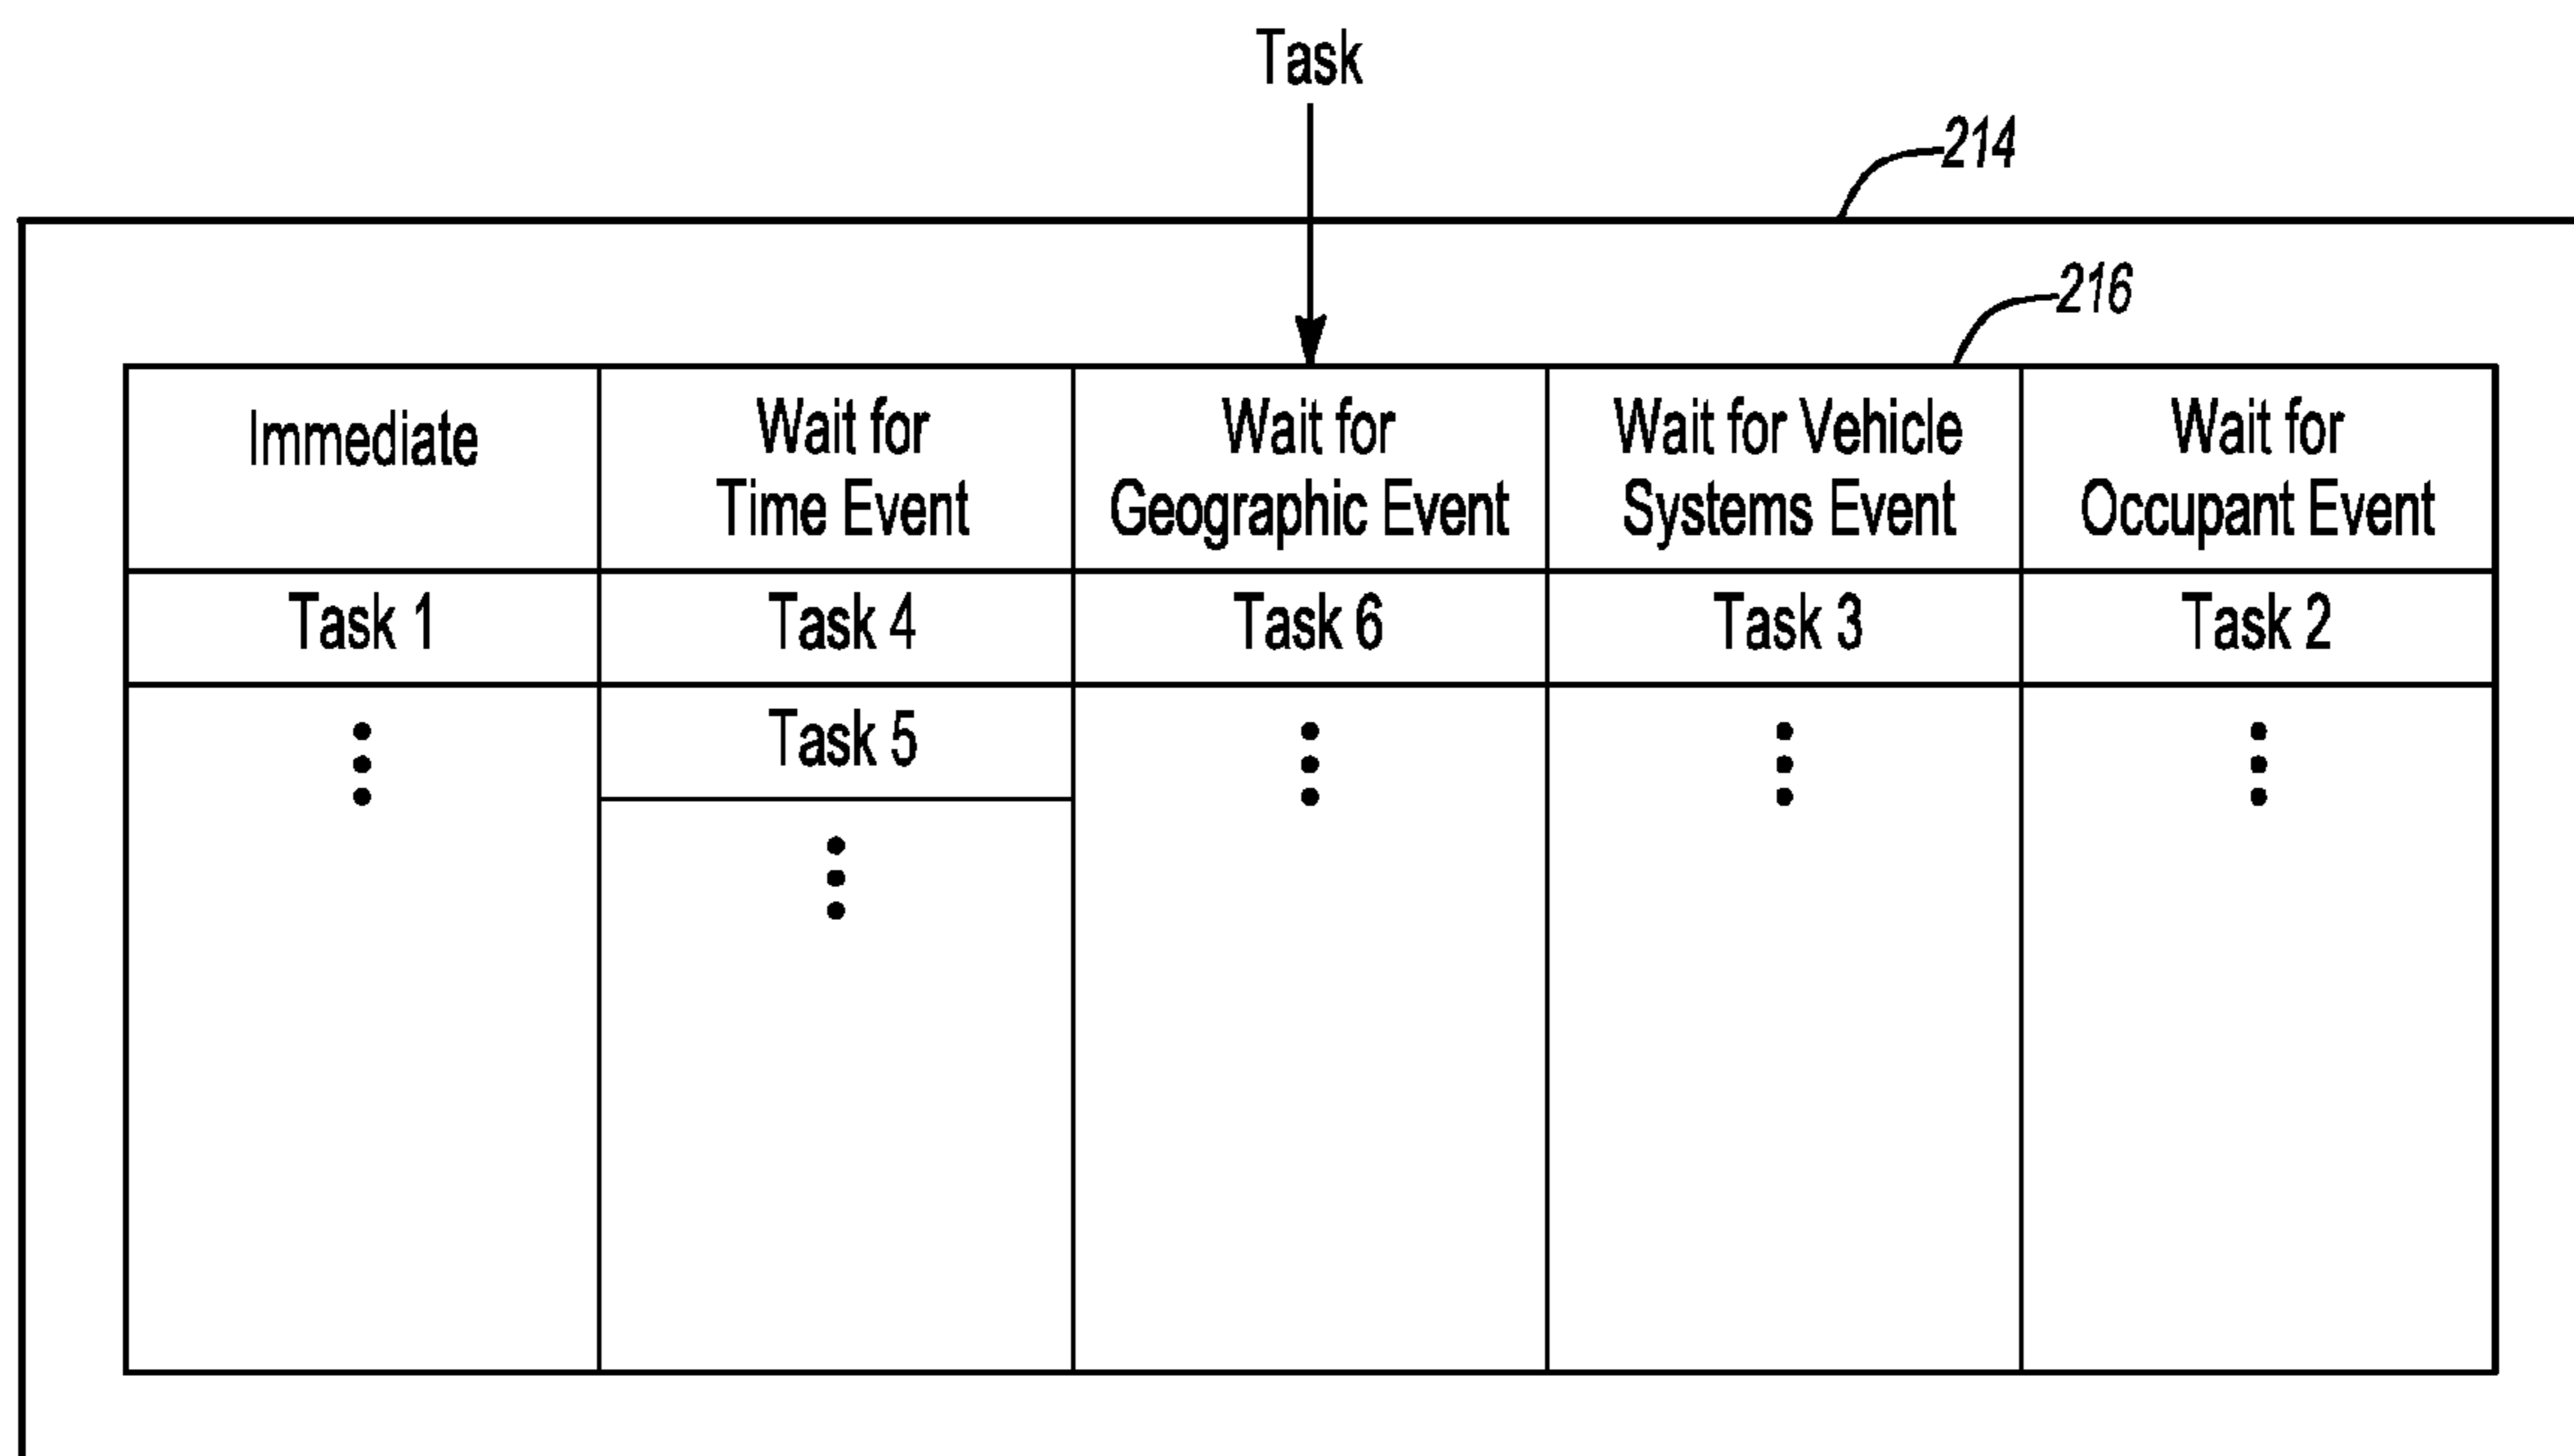 Task
214
216
Immediate
Wait for
Time Event
Wait for
Geographic Event
Wait for Vehicle
Systems Event
Wait for
Occupant Event
Task 1
Task 4
Task 6
Task 3
Task 2
Task 5